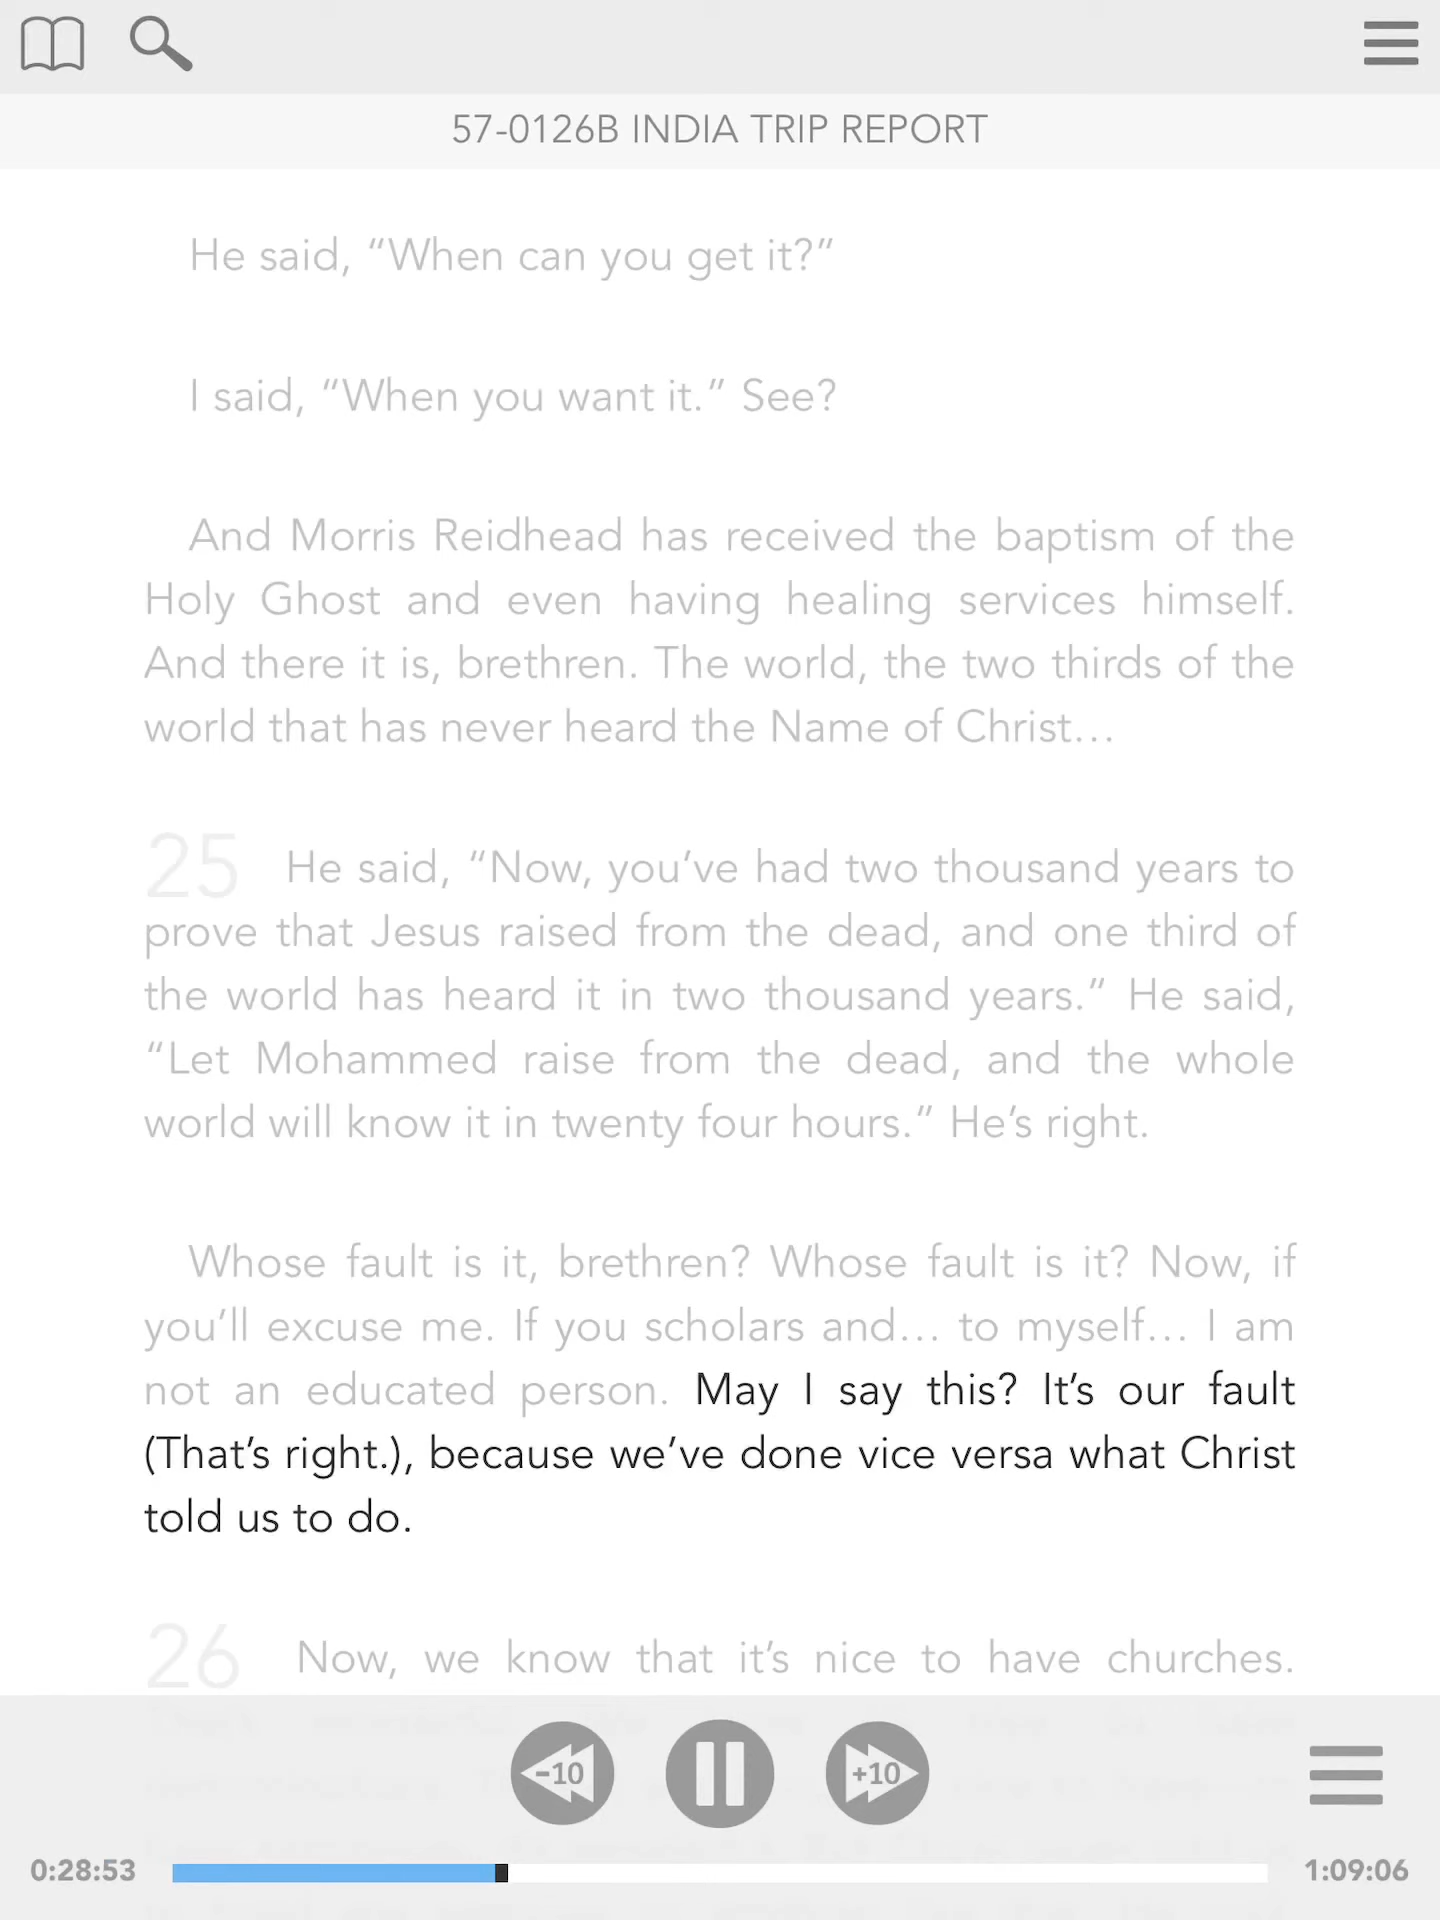 57-0126B INDIA TRIP REPORT
He said, “When can you get it?”
I said, “When you want it.” See?
And Morris Reidhead has received the baptism of the
Holy Ghost and even having healing services himself.
And there it is, brethren. The world, the two thirds of the
world that has never heard the Name of Christ…
25 He said, “Now, you’ve had two thousand years to
prove that Jesus raised from the dead, and one third of
the world has heard it in two thousand years.” He said,
“Let Mohammed raise from the dead, and the whole
world will know it in twenty four hours.” He’s right.
Whose fault is it, brethren? Whose fault is it? Now, if
you’ll excuse me. If you scholars and… to myself… I am
not an educated person. May I say this? It’s our fault
(That’s right.), because we’ve done vice versa what Christ
told us to do.
26 Now, we know that it’s nice to have churches.
-10 +10
0:28:53 1:09:06